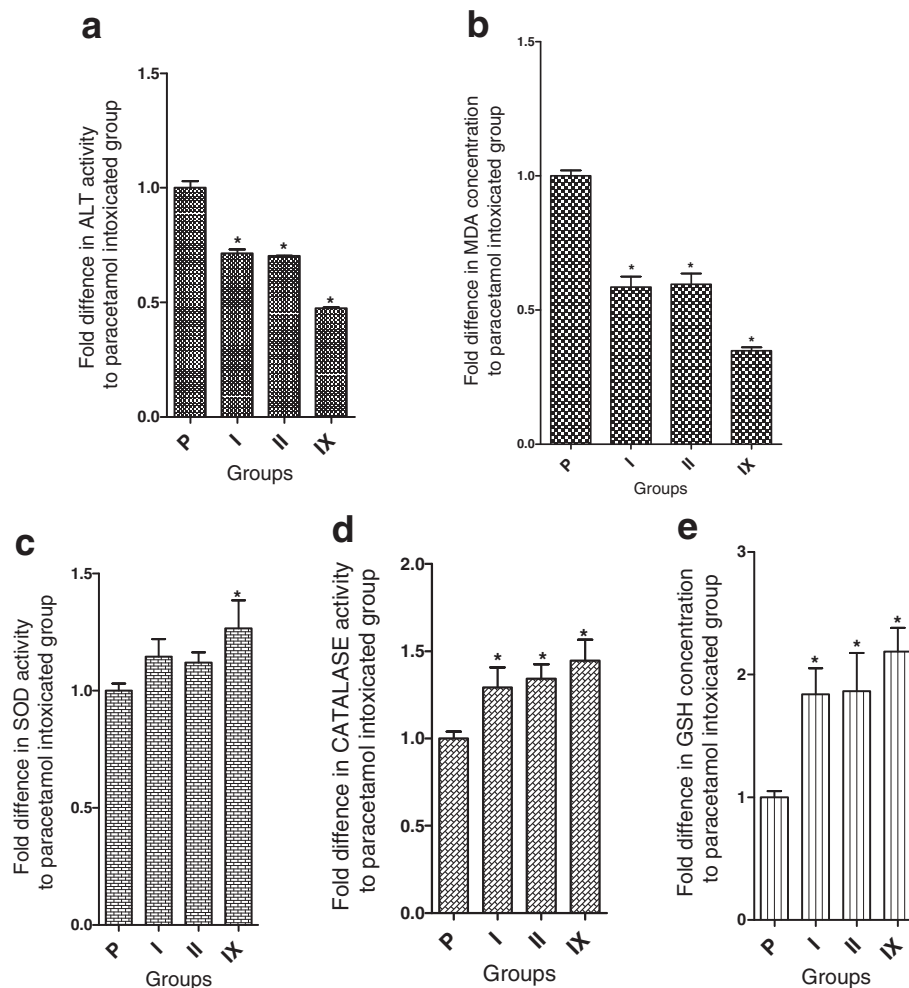 a
Fold diffence in ALT activity
to paracetamol intoxicated group
1.5
1.0
0.5
0.0
*
*
*
P
I
II
IX
Groups
b
Fold diffence in MDA concentration
to paracetamol intoxicated group
1.5
1.0
0.5
0.0
*
*
*
P
I
II
IX
Groups
c
Fold diffence in SOD activity
to paracetamol intoxicated group
1.5
1.0
0.5
0.0
*
P
I
II
IX
Groups
d
Fold diffence in CATALASE activity
to paracetamol intoxicated group
2.0
1.5
1.0
0.5
0.0
*
*
*
P
I
II
IX
Groups
e
Fold diffence in GSH concentration
to paracetamol intoxicated group
3
2
1
0
*
*
*
P
I
II
IX
Groups